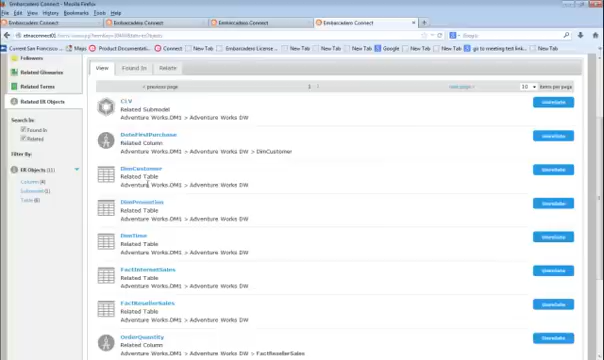 Embarcadero Connect - Mozilla Firefox
File Edit View History Bookmarks Tools Help
Embarcadero Connect
Embarcadero Connect
Embarcadero Connect
Embarcadero Connect
Google
Current San Francisco ...
Product Documentati...
Connect
New Tab
New Tab
Embarcadero License ...
New Tab
New Tab
Google
New Tab
go to meeting test link...
New Tab
Followers
Related Glossaries
Related Terms
Related ER Objects
Search In:
Found In
Related
Filter By:
ER Objects (11)
Column (4)
Submodel (1)
Table (6)
View
Found In
Relate
< previous page
1
next page >
10
items per page
CLV
Related Submodel
Adventure Works.DM1 > Adventure Works DW
Unrelate
DateFirstPurchase
Related Column
Adventure Works.DM1 > Adventure Works DW > DimCustomer
Unrelate
DimCustomer
Related Table
Adventure Works.DM1 > Adventure Works DW
Unrelate
DimPromotion
Related Table
Adventure Works.DM1 > Adventure Works DW
Unrelate
DimTime
Related Table
Adventure Works.DM1 > Adventure Works DW
Unrelate
FactInternetSales
Related Table
Adventure Works.DM1 > Adventure Works DW
Unrelate
FactResellerSales
Related Table
Adventure Works.DM1 > Adventure Works DW
Unrelate
OrderQuantity
Related Column
Adventure Works.DM1 > Adventure Works DW > FactResellerSales
Unrelate